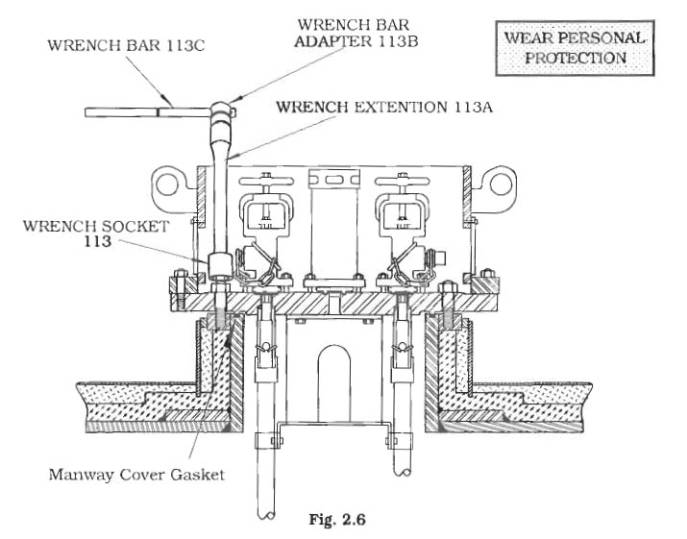 WRENCH BAR
ADAPTER 113B
WRENCH BAR 113C
WEAR PERSONAL
PROTECTION
WRENCH EXTENTION 113A
WRENCH SOCKET
113
Manway Cover Gasket
Fig. 2.6